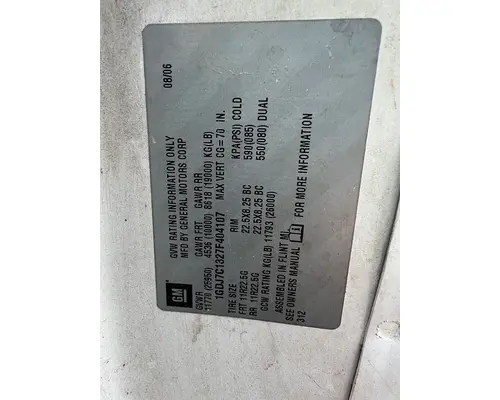 GM
GVW RATING INFORMATION ONLY
MFD BY GENERAL MOTORS CORP
08/06
GVWR GAWR FRT GAWR RR
11770 (25950) 4536 (10000) 8618 (19000) KG(LB)
1GDJ7C1327F404107 MAX VERT CG=70 IN.
TIRE SIZE RIM KPA(PSI) COLD
FRT 11R22.5G 22.5X8.25 BC 590(085)
RR 11R22.5G 22.5X8.25 BC 550(080) DUAL
GCW RATING KG(LB) 11793 (26000)
ASSEMBLED IN FLINT MI
SEE OWNERS MANUAL FOR MORE INFORMATION
312